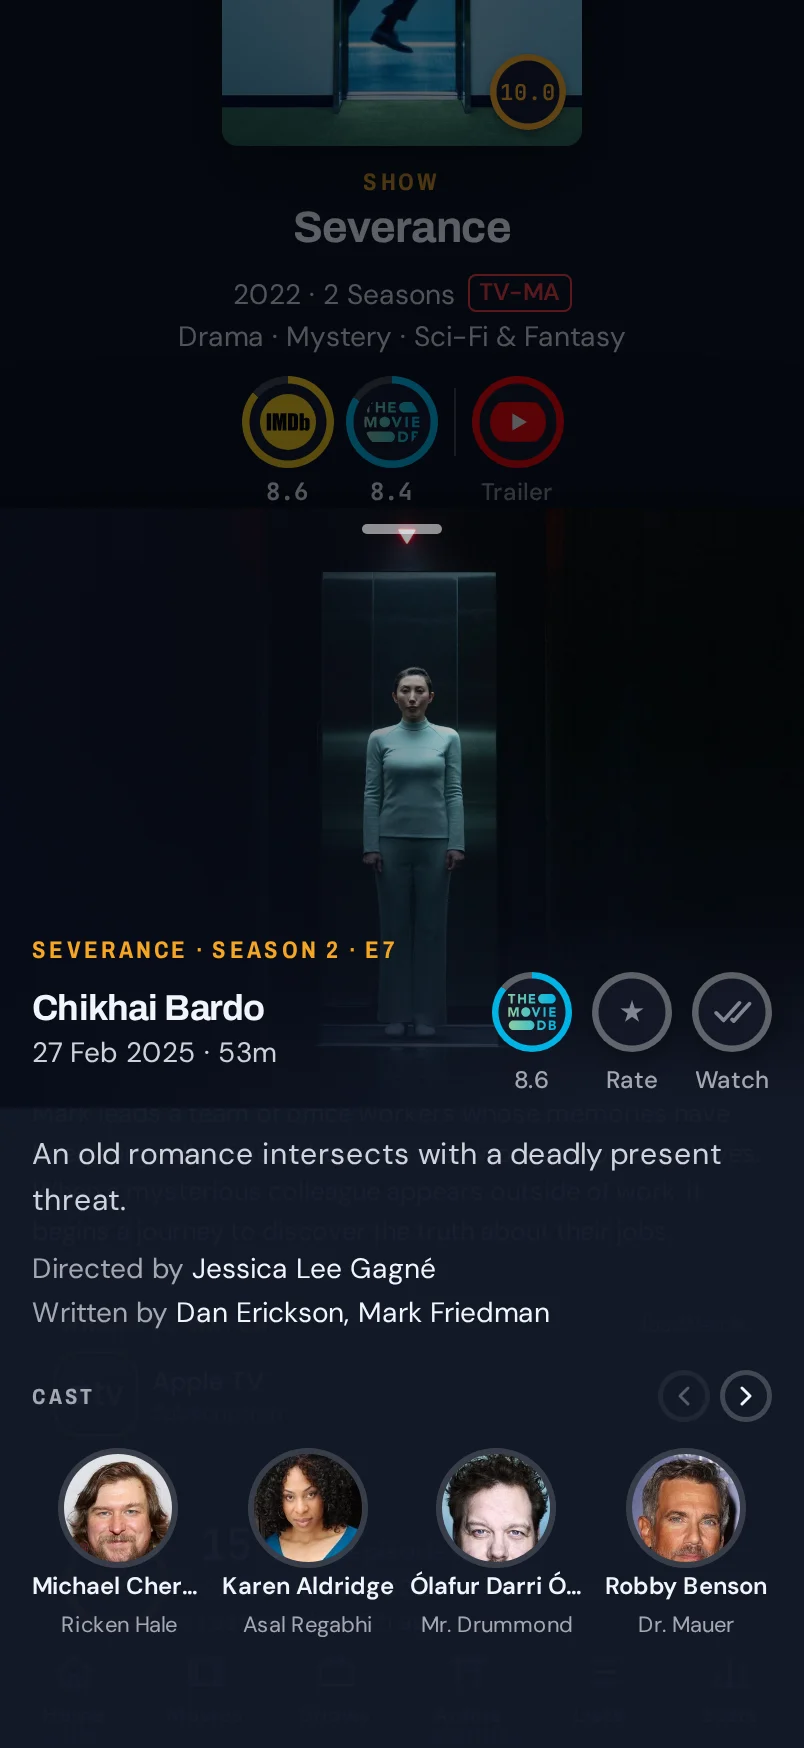 10.0
SHOW
Severance
2022 · 2 Seasons TV-MA
Drama · Mystery · Sci-Fi & Fantasy
IMDb
THE
MOVIE
DB
8.6 8.4 Trailer
SEVERANCE · SEASON 2 · E7
Chikhai Bardo
27 Feb 2025 · 53m
THE
MOVIE
DB
8.6 Rate Watch
An old romance intersects with a deadly present
threat.
Directed by Jessica Lee Gagné
Written by Dan Erickson, Mark Friedman
Apple TV
CAST
Michael Cher... Karen Aldridge Ólafur Darri Ó... Robby Benson
Ricken Hale Asal Regabhi Mr. Drummond Dr. Mauer